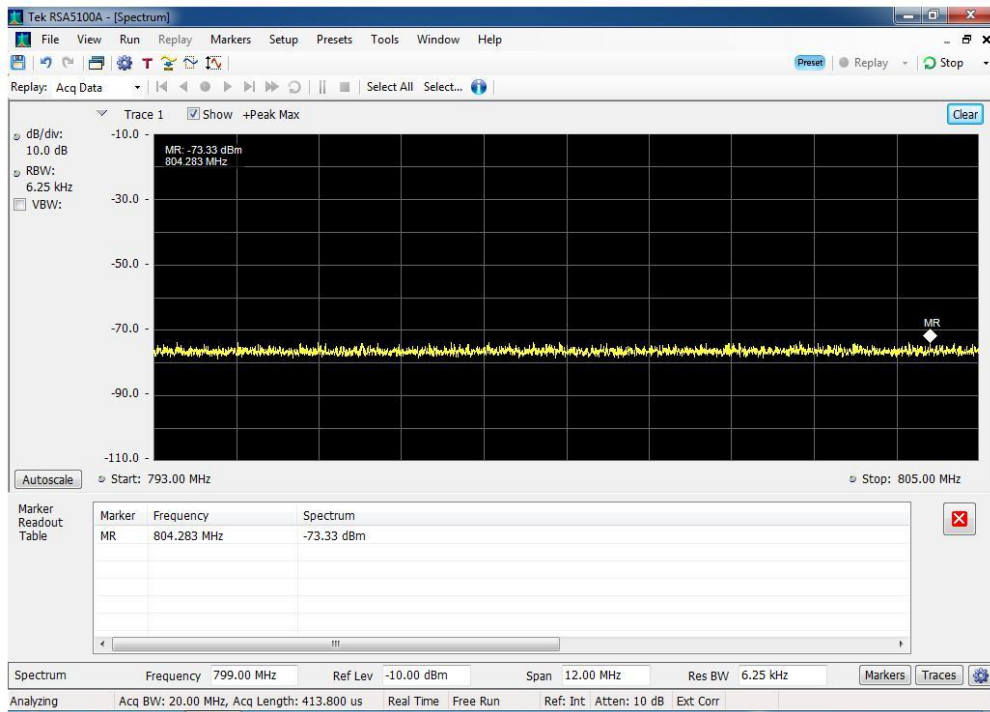 Tek RSA5100A - [Spectrum]
File View Run Replay Markers Setup Presets Tools Window Help
Preset Replay Stop
Replay: Acq Data Select All Select...
Trace 1 Show +Peak Max Clear
dB/div:
10.0 dB
RBW:
6.25 kHz
VBW:
-10.0
MR: -73.33 dBm
804.283 MHz
-30.0
-50.0
-70.0
MR
-90.0
-110.0
Autoscale Start: 793.00 MHz Stop: 805.00 MHz
Marker
Readout
Table
Marker Frequency Spectrum
MR 804.283 MHz -73.33 dBm
Spectrum Frequency 799.00 MHz Ref Lev -10.00 dBm Span 12.00 MHz Res BW 6.25 kHz Markers Traces
Analyzing Acq BW: 20.00 MHz, Acq Length: 413.800 us Real Time Free Run Ref: Int Atten: 10 dB Ext Corr